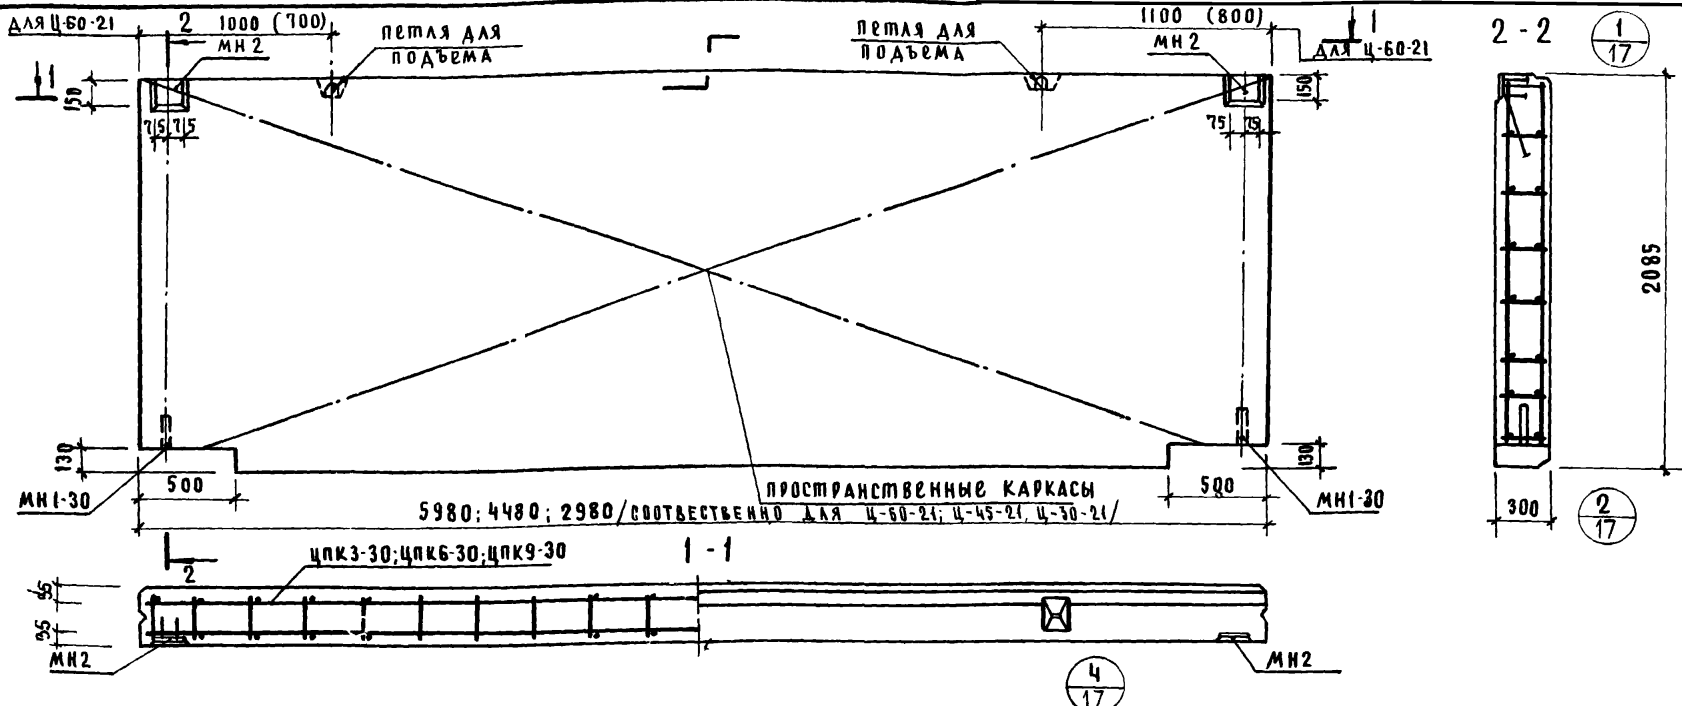 ДЛЯ Ц-60-21
2
1000 (700)
МН 2
ПЕТЛЯ ДЛЯ
ПОДЪЕМА
ПЕТЛЯ ДЛЯ
ПОДЪЕМА
1100 (800)
МН 2
1
ДЛЯ Ц-60-21
2 - 2
1
17
1
150
75
75
150
75
75
2085
130
500
МН1-30
ПРОСТРАНСТВЕННЫЕ КАРКАСЫ
5980; 4480; 2980 /СООТВЕСТВЕННО ДЛЯ Ц-60-21; Ц-45-21, Ц-30-21/
500
130
МН1-30
300
2
17
2
ЦПК3-30; ЦПК6-30; ЦПК9-30
1 - 1
35
МН2
МН2
4
17